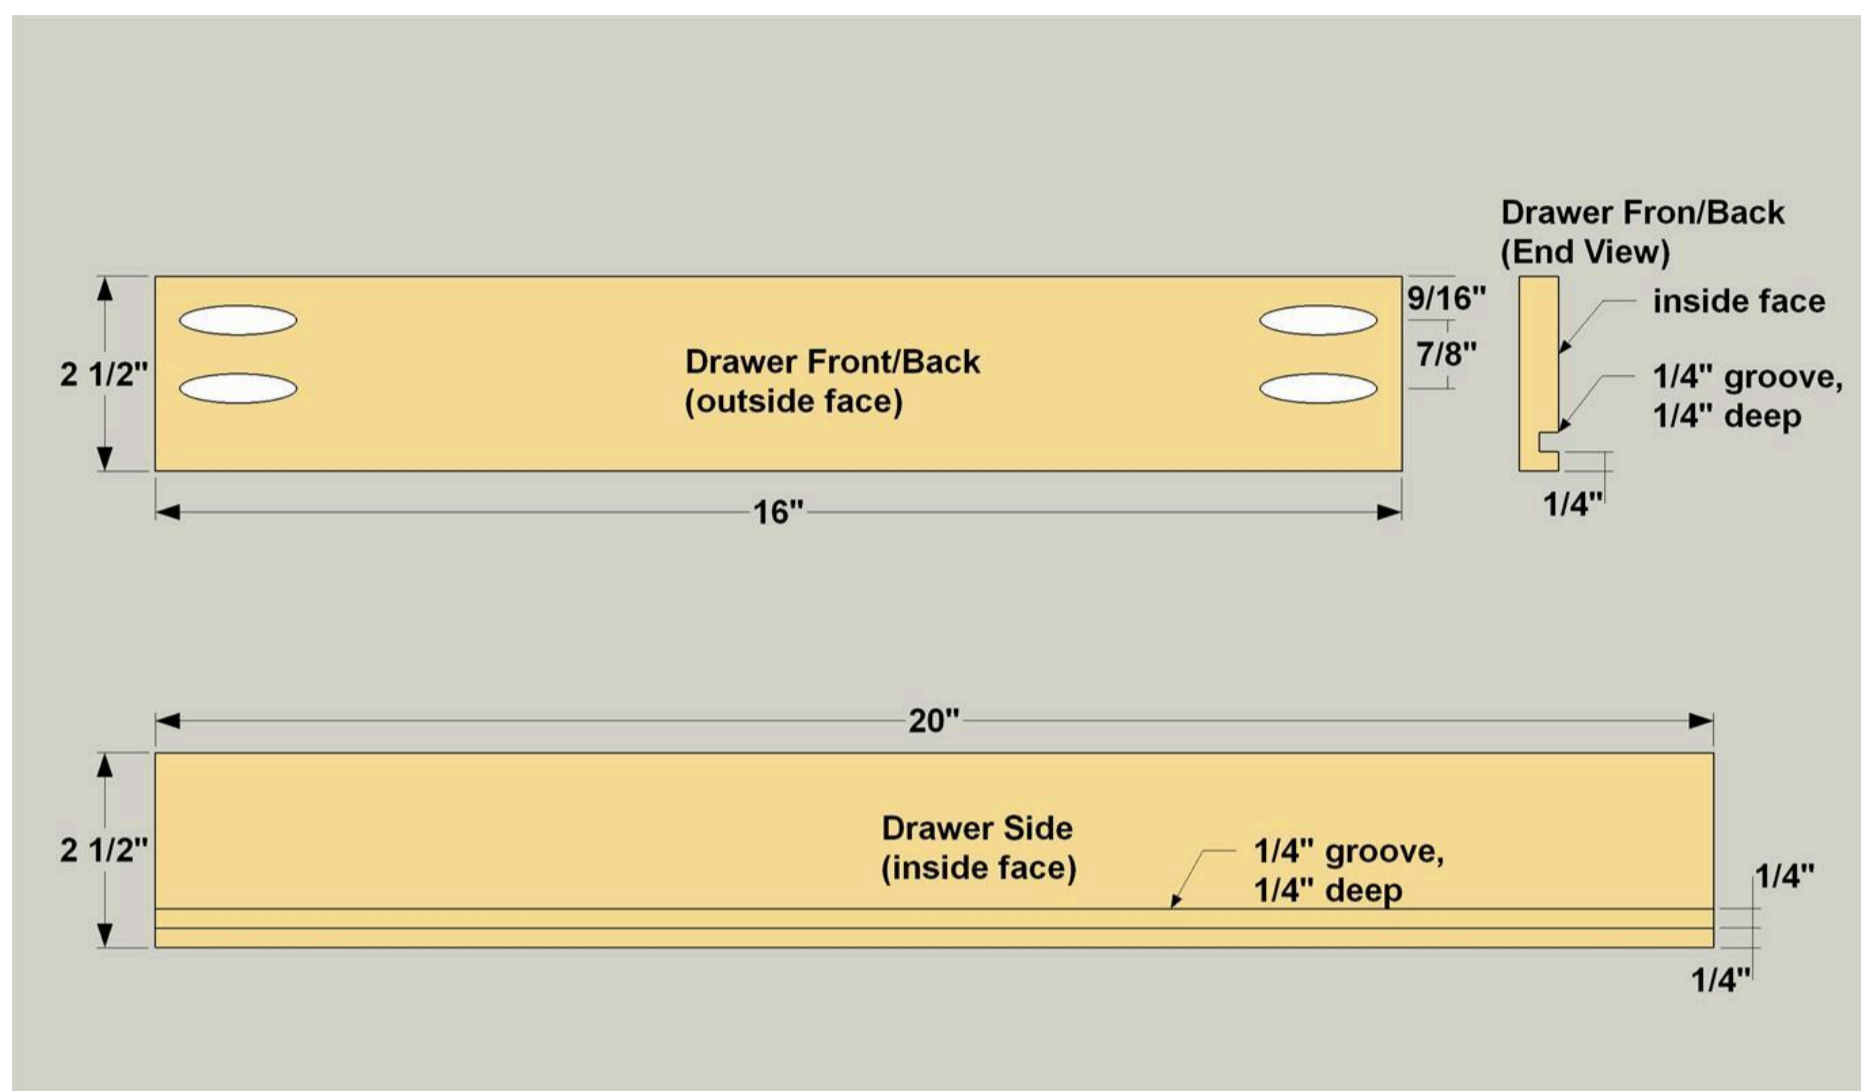 Drawer Fron/Back
(End View)
9/16"
inside face
2 1/2"
Drawer Front/Back
(outside face)
7/8"
1/4" groove,
1/4" deep
16"
1/4"
20"
2 1/2"
Drawer Side
(inside face)
1/4" groove,
1/4" deep
1/4"
1/4"